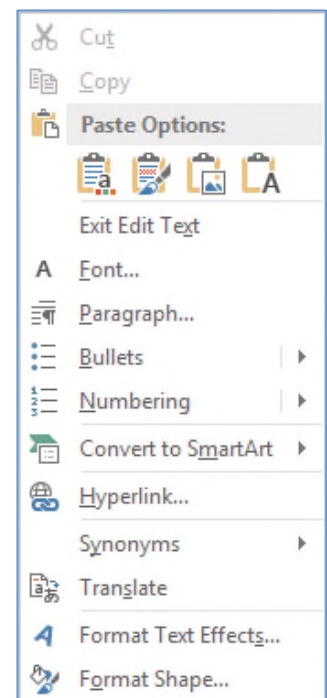 Cut
Copy
Paste Options:
Exit Edit Text
Font...
Paragraph...
Bullets
Numbering
Convert to SmartArt
Hyperlink...
Synonyms
Translate
Format Text Effects...
Format Shape...